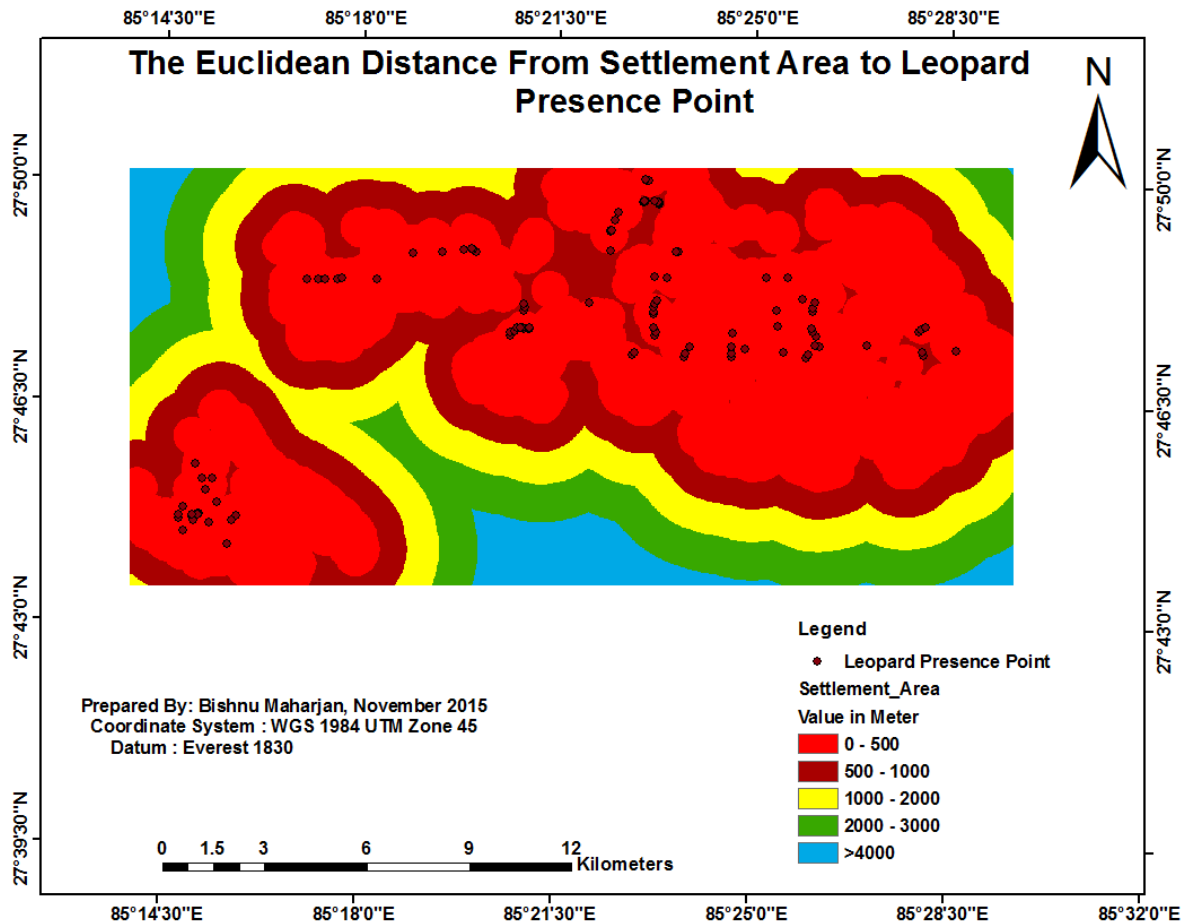 85°14'30"E 85°18'0"E 85°21'30"E 85°25'0"E 85°28'30"E
The Euclidean Distance From Settlement Area to Leopard
Presence Point
N
27°50'0"N
27°50'0"N
27°46'30"N
27°46'30"N
27°43'0"N
27°43'0"N
27°39'30"N
Legend
Leopard Presence Point
Settlement_Area
Value in Meter
0 - 500
500 - 1000
1000 - 2000
2000 - 3000
>4000
Prepared By: Bishnu Maharjan, November 2015
Coordinate System : WGS 1984 UTM Zone 45
Datum : Everest 1830
0 1.5 3 6 9 12
Kilometers
85°14'30"E 85°18'0"E 85°21'30"E 85°25'0"E 85°28'30"E 85°32'0"E